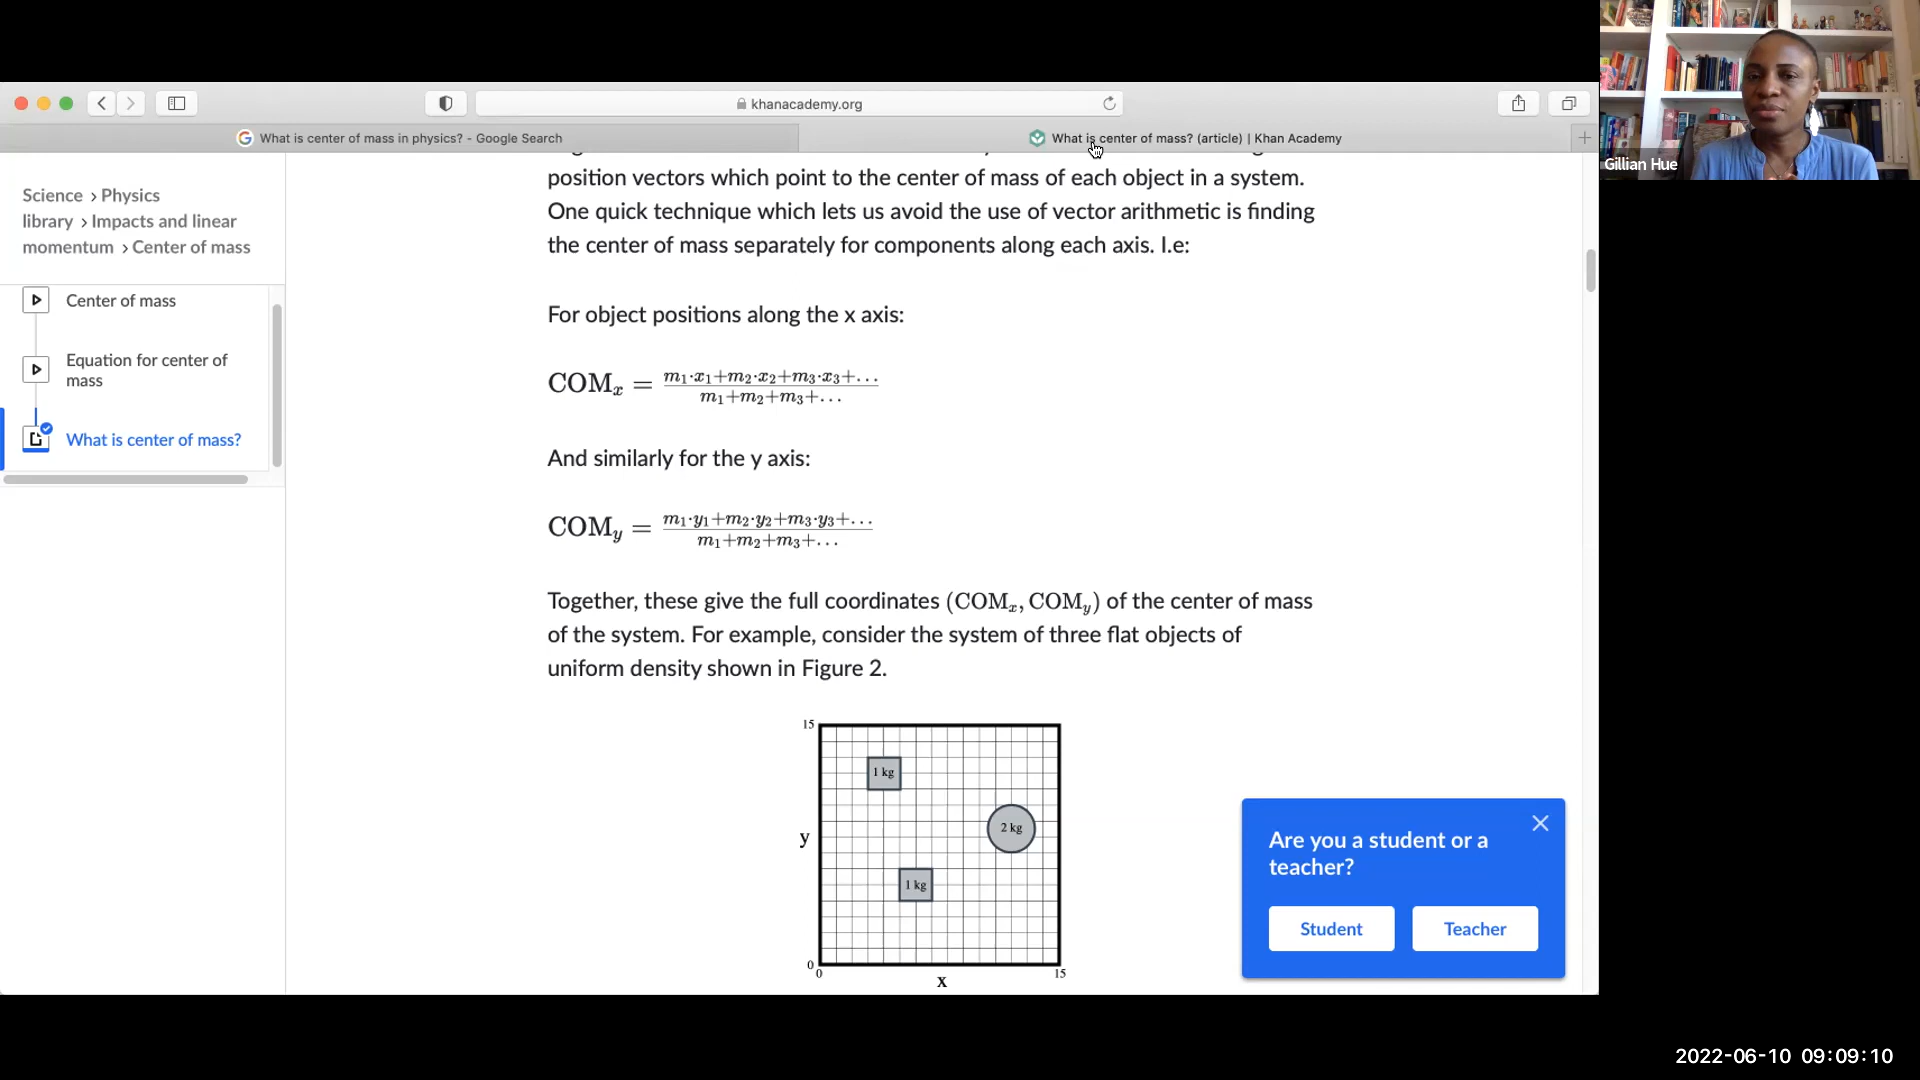 khanacademy.org
What is center of mass in physics? - Google Search
What is center of mass? (article) | Khan Academy
Gillian Hue
Science > Physics
library > Impacts and linear
momentum > Center of mass
Center of mass
Equation for center of
mass
What is center of mass?
position vectors which point to the center of mass of each object in a system.
One quick technique which lets us avoid the use of vector arithmetic is finding
the center of mass separately for components along each axis. I.e:
For object positions along the x axis:
COMₓ = (m₁·x₁+m₂·x₂+m₃·x₃+…)/(m₁+m₂+m₃+…)
And similarly for the y axis:
COM_y = (m₁·y₁+m₂·y₂+m₃·y₃+…)/(m₁+m₂+m₃+…)
Together, these give the full coordinates (COMₓ, COM_y) of the center of mass
of the system. For example, consider the system of three flat objects of
uniform density shown in Figure 2.
15
1 kg
2 kg
y
1 kg
0
0
15
x
Are you a student or a
teacher?
Student
Teacher
2022-06-10 09:09:10